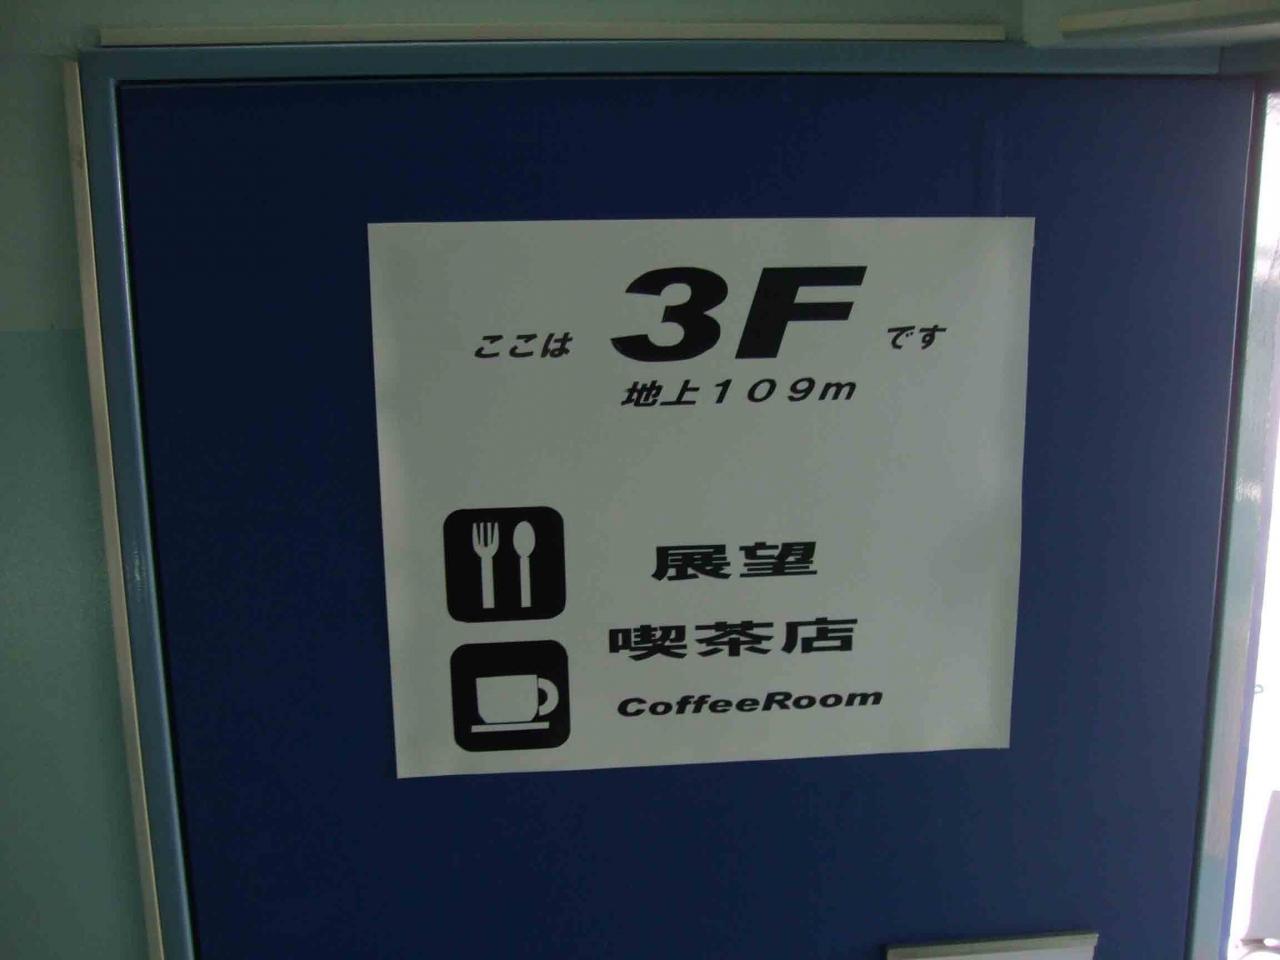 ここは 3F です
地上109m
展望
喫茶店
CoffeeRoom